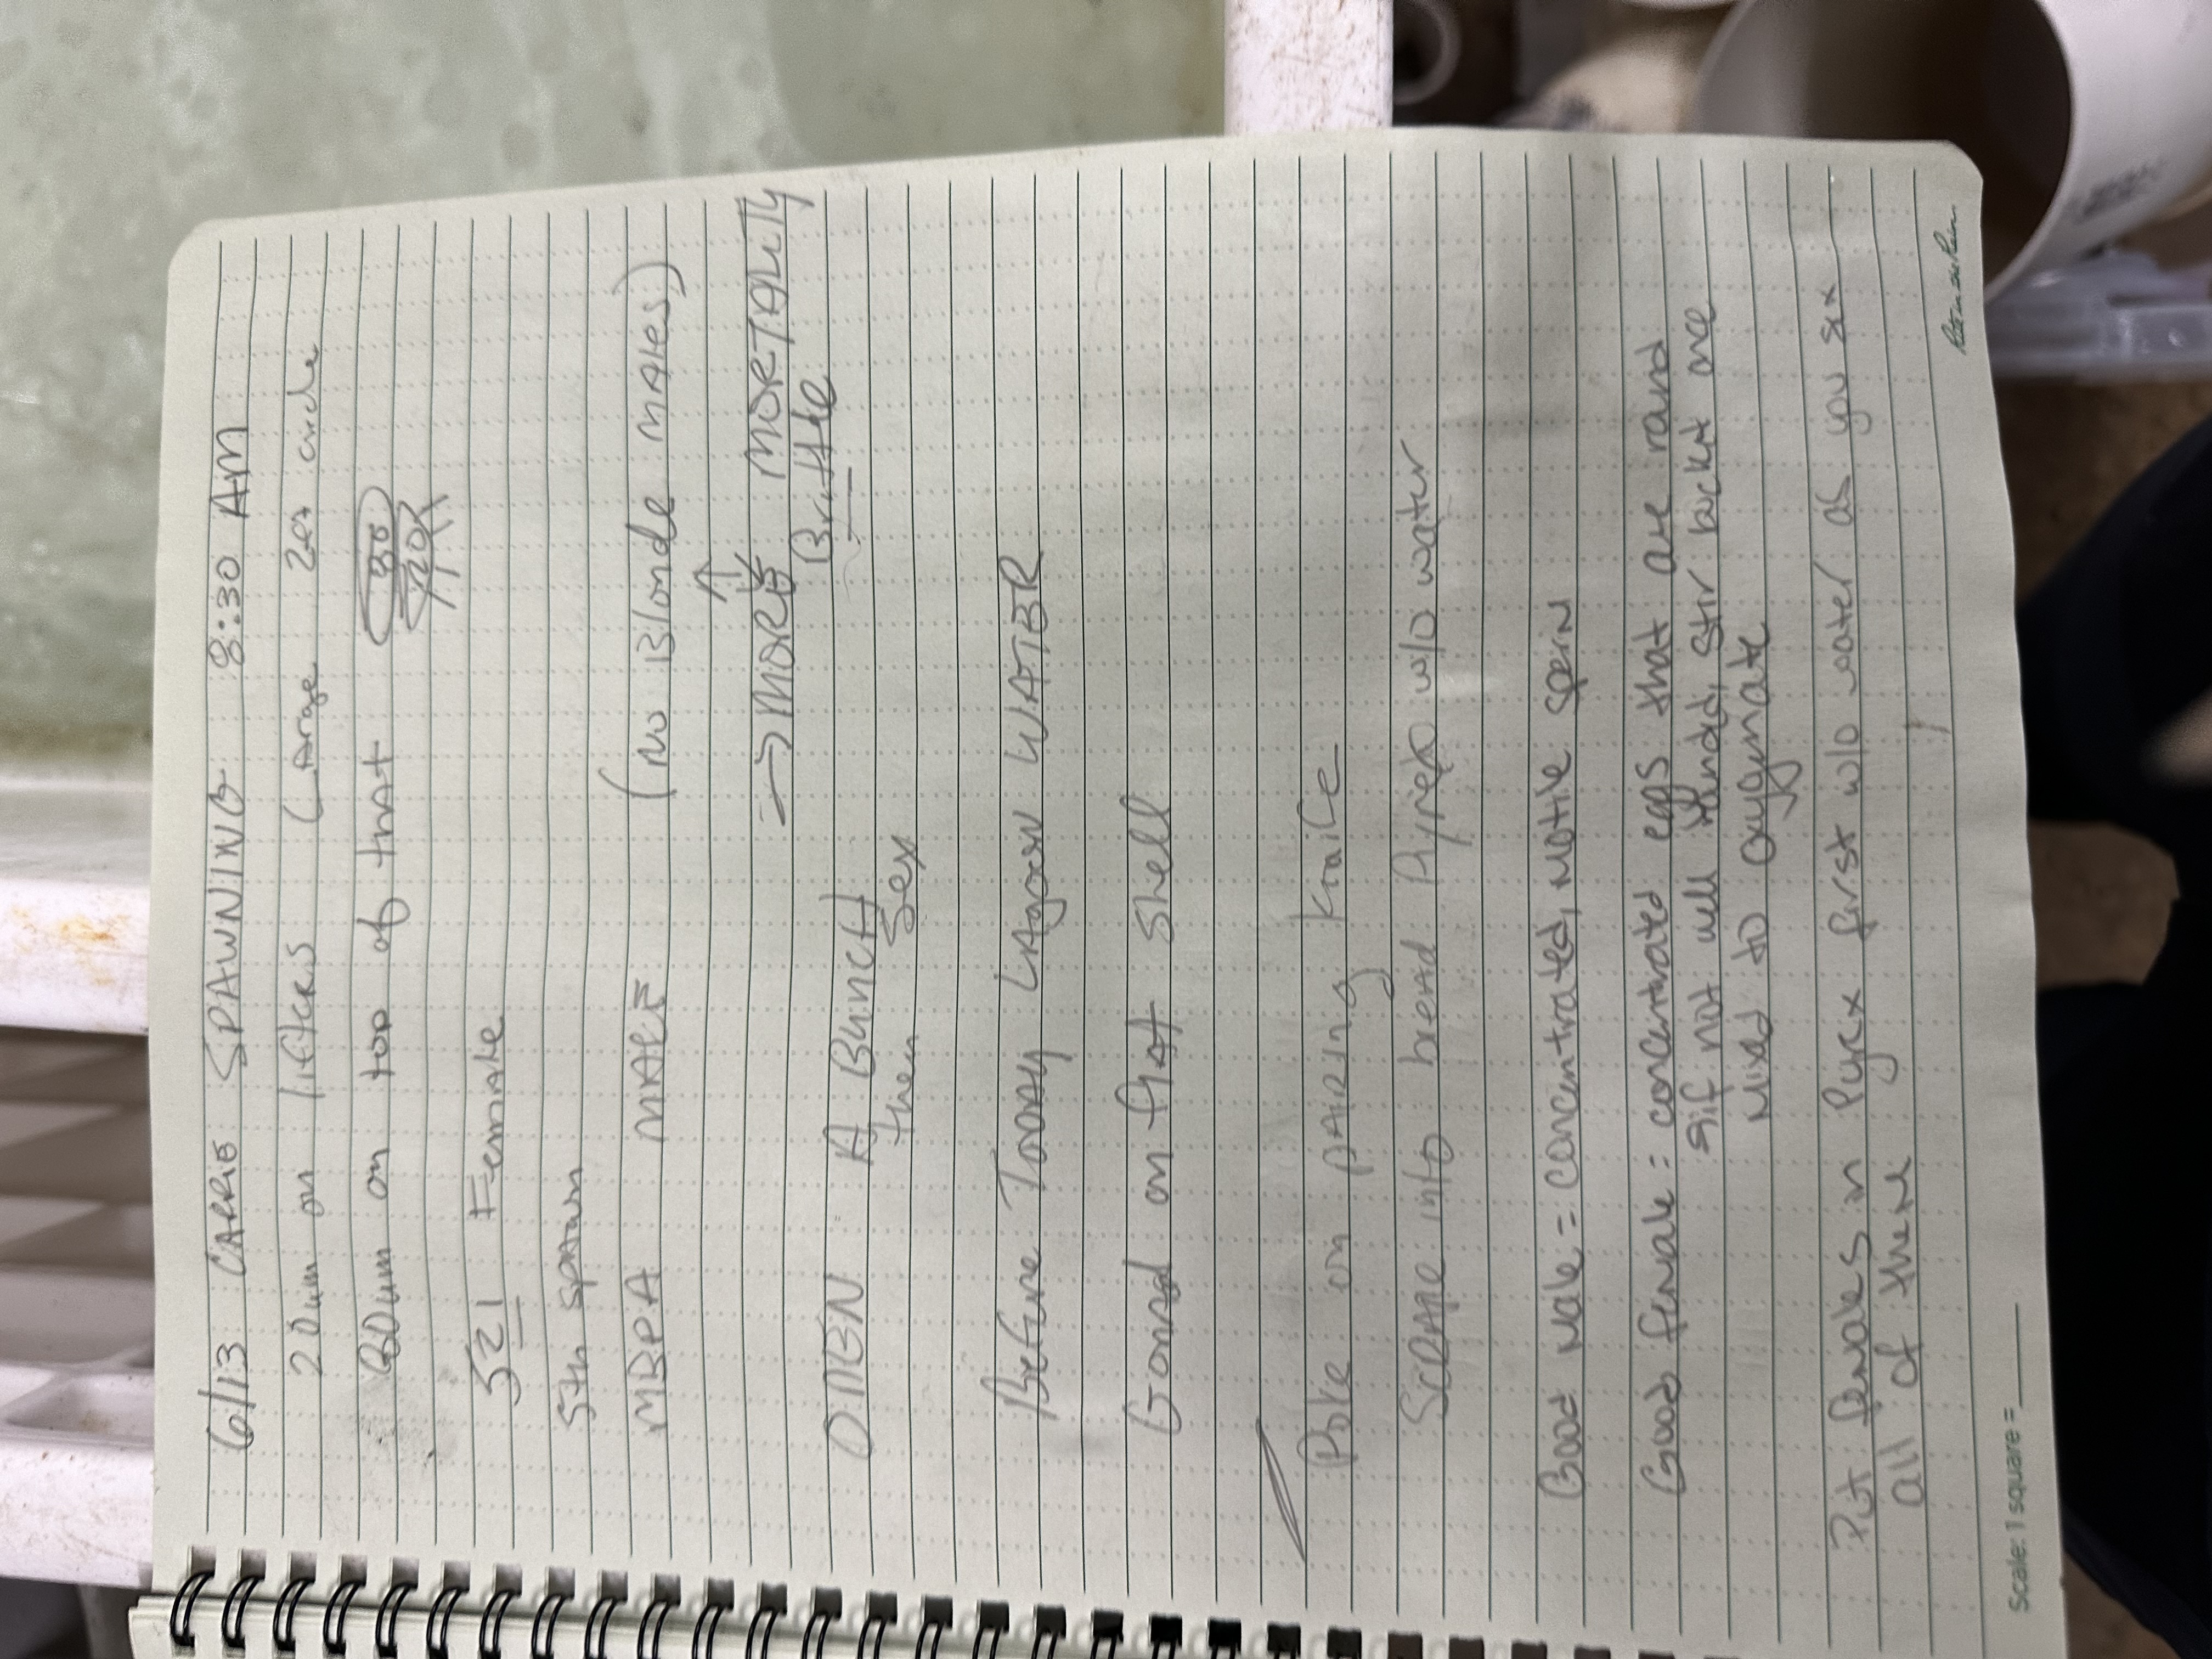 6/13 CARRIE SPAWNING 8:30 AM
20um on lifters Large 2ft circle
80um on top of that 80
20
521 Female
5th spawn
MBPA MALE (No Blonde males)
→ MORE MORTALITY
Brittle
OPEN A BuncH
then Sex
Before Today Lagoon WATER
Gonad on flat shell
Poke on pairing knaife
Scrape into bread Pyrex w/o water
Good male = concentrated, motile sperm
Good female = concentrated eggs that are round
if not well rounded, stir bucket once
mixed to oxygenate
Put females in Pyrex first w/o water as you sex
all of them
Rite in the Rain
Scale: 1 square =